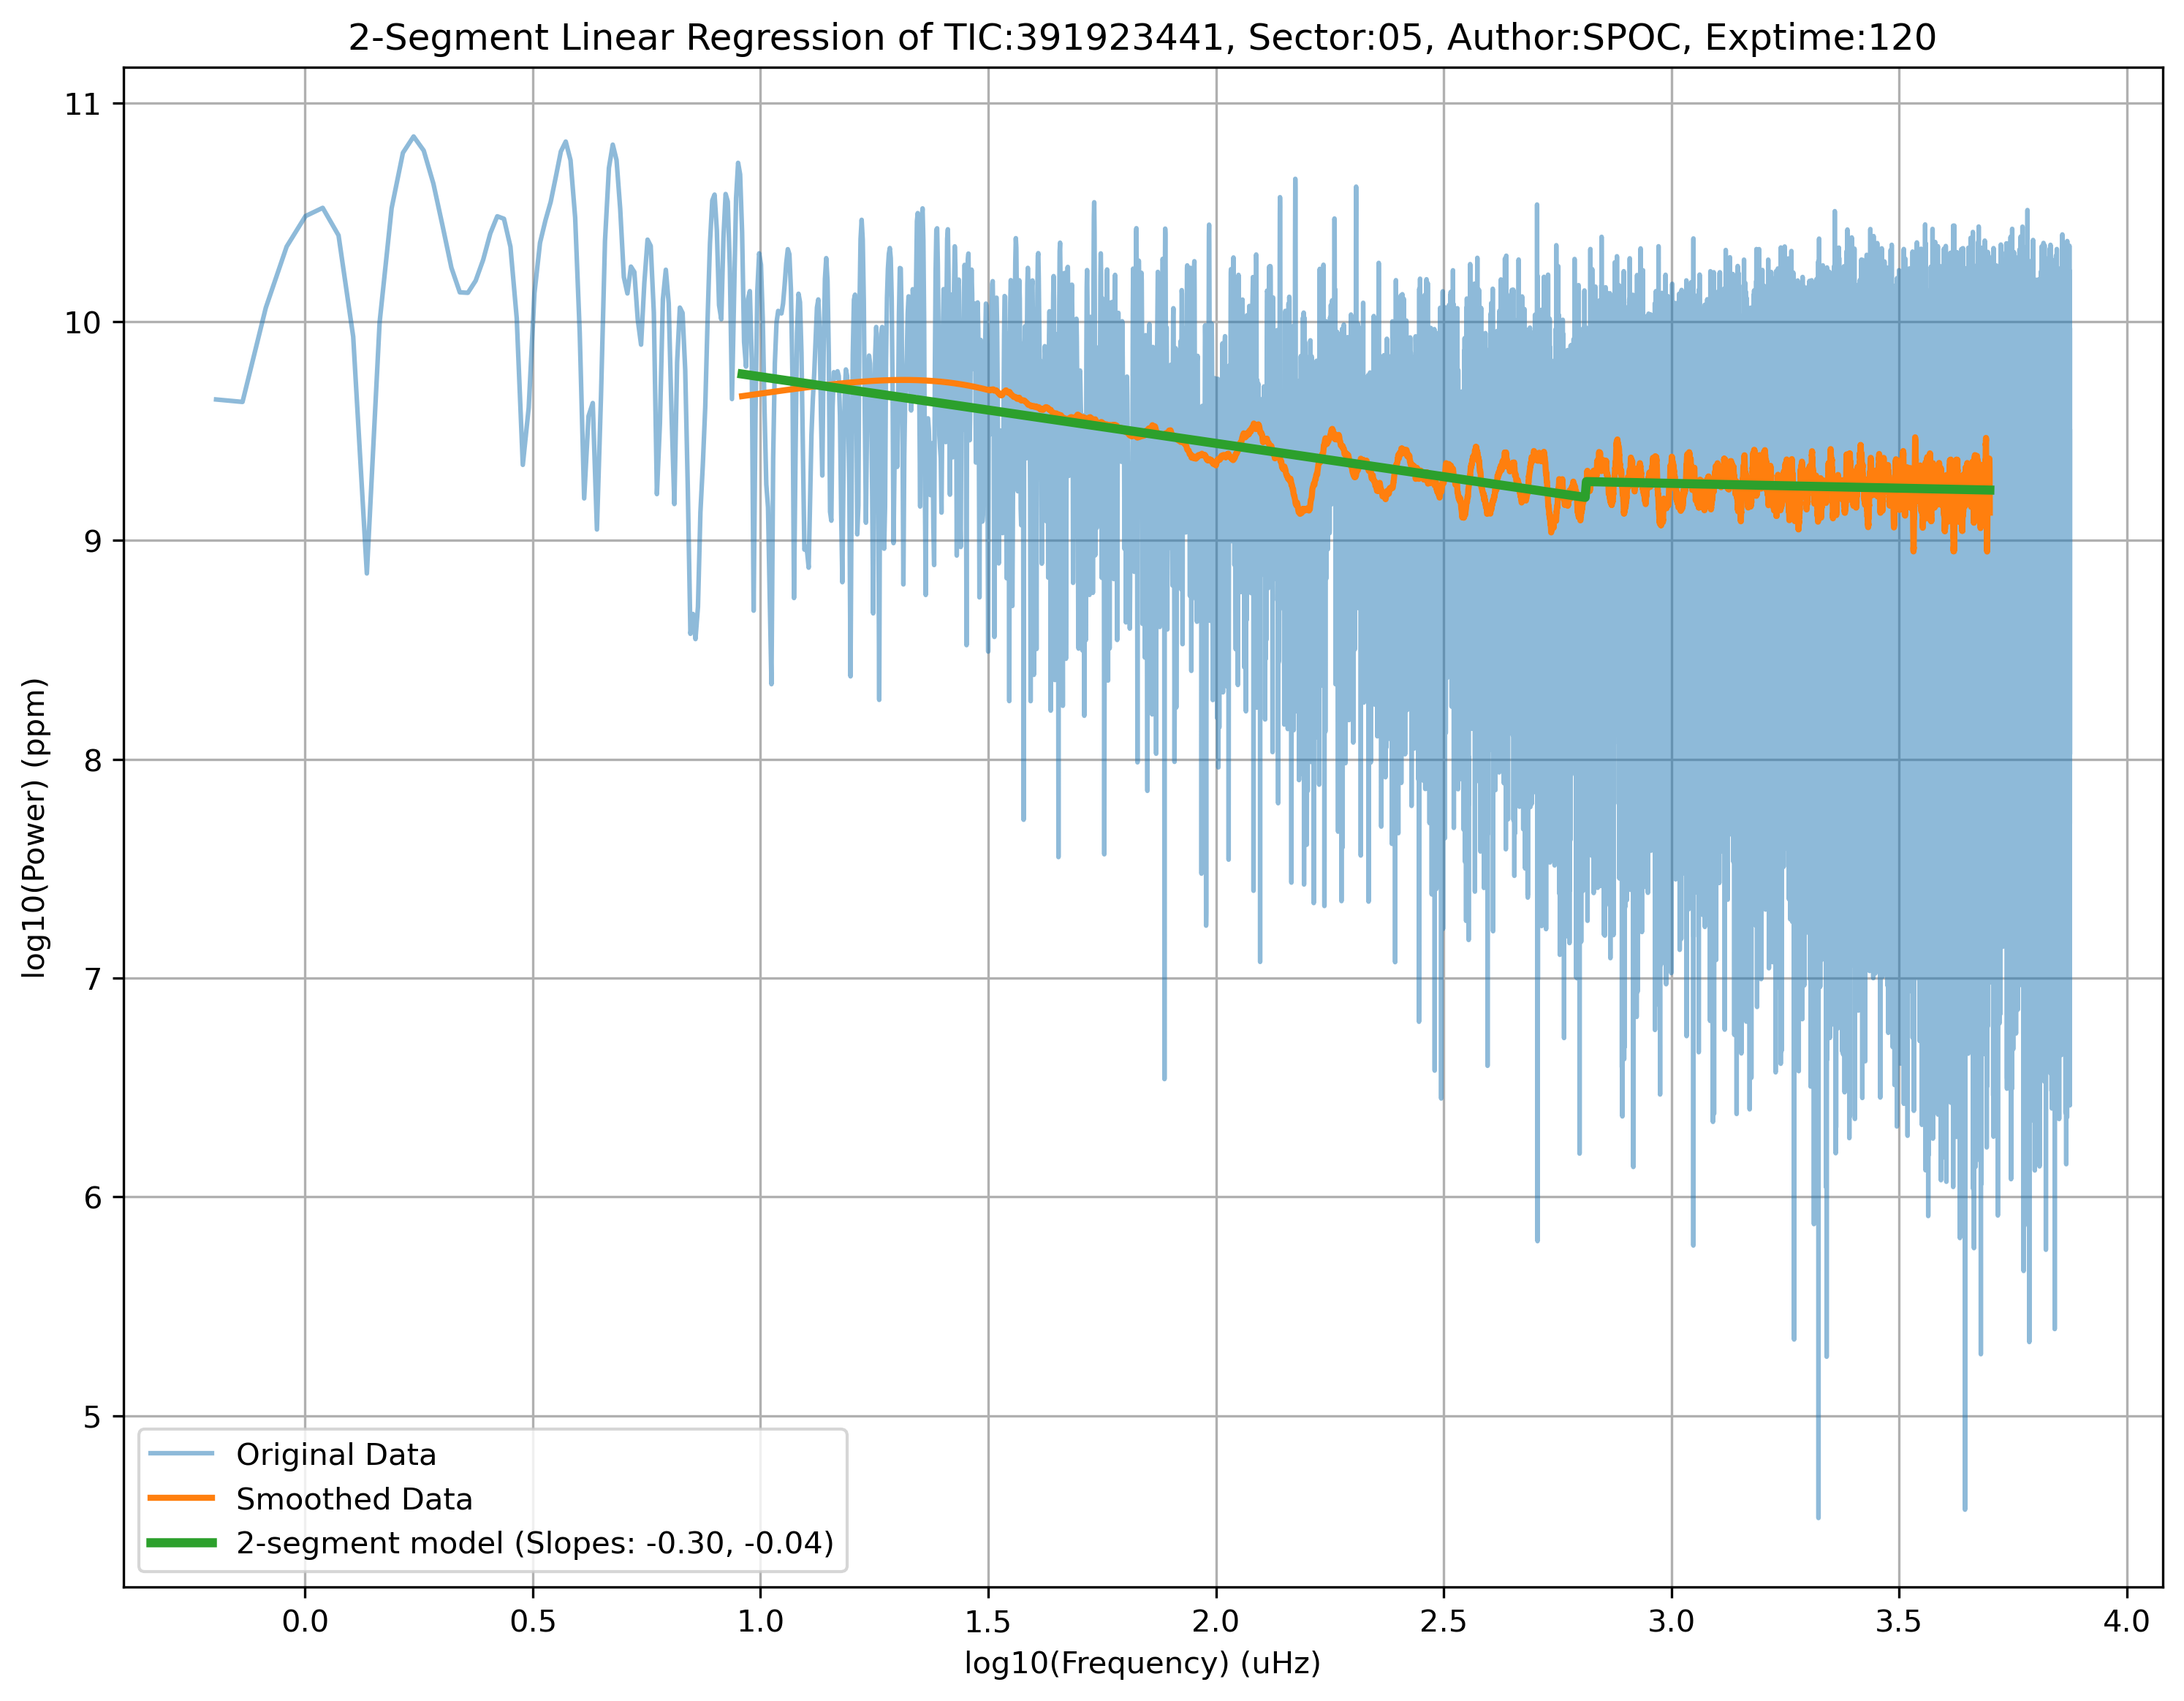 2-Segment Linear Regression of TIC:391923441, Sector:05, Author:SPOC, Exptime:120
log10(Power) (ppm)
11
10
9
8
7
6
5
Original Data
Smoothed Data
2-segment model (Slopes: -0.30, -0.04)
0.0 0.5 1.0 1.5 2.0 2.5 3.0 3.5 4.0
log10(Frequency) (uHz)